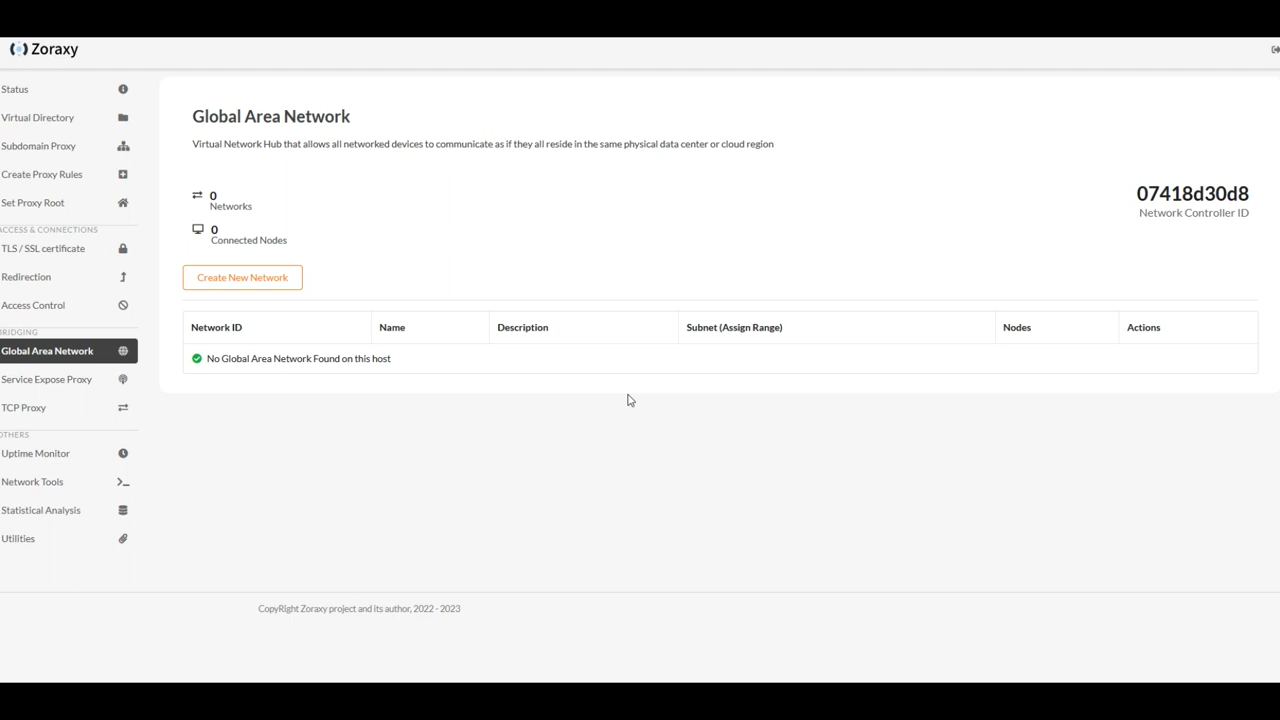 Zoraxy
Status
Virtual Directory
Subdomain Proxy
Create Proxy Rules
Set Proxy Root
ACCESS & CONNECTIONS
TLS / SSL certificate
Redirection
Access Control
BRIDGING
Global Area Network
Service Expose Proxy
TCP Proxy
OTHERS
Uptime Monitor
Network Tools
Statistical Analysis
Utilities
Global Area Network
Virtual Network Hub that allows all networked devices to communicate as if they all reside in the same physical data center or cloud region
0
Networks
0
Connected Nodes
07418d30d8
Network Controller ID
Create New Network
Network ID Name Description Subnet (Assign Range) Nodes Actions
No Global Area Network Found on this host
CopyRight Zoraxy project and its author, 2022 - 2023